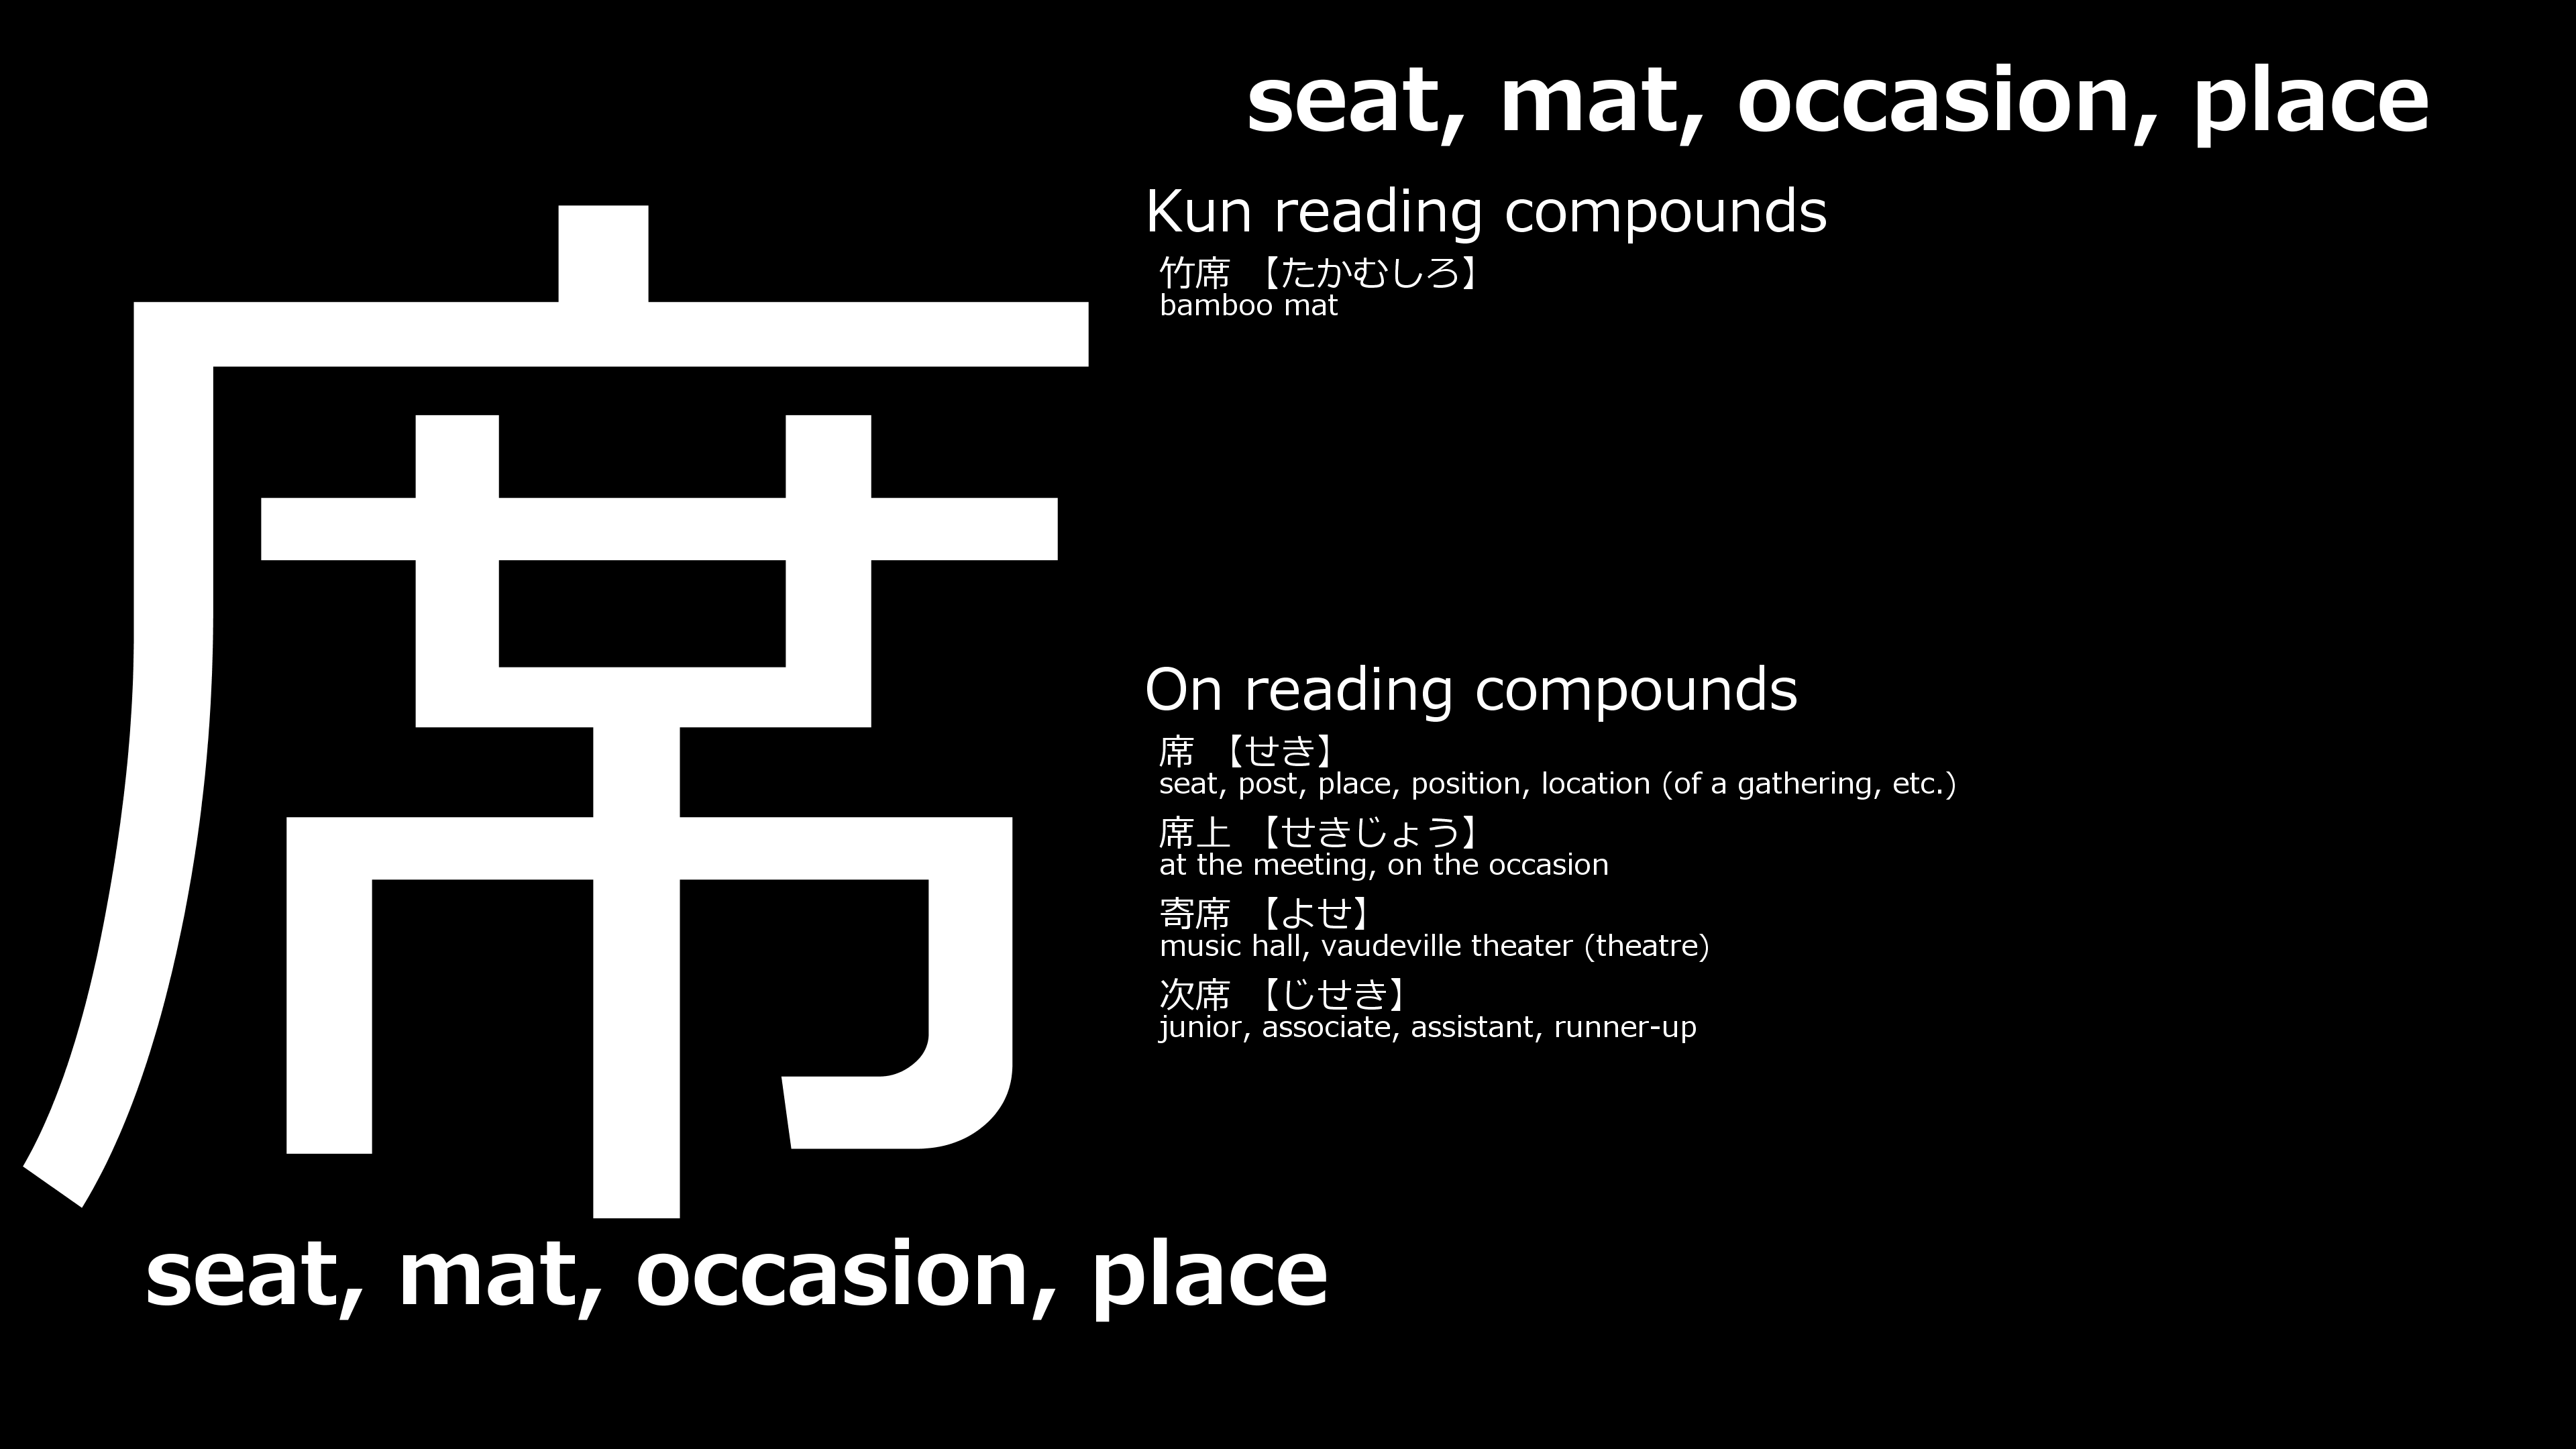 席
seat, mat, occasion, place
seat, mat, occasion, place
Kun reading compounds
竹席 【たかむしろ】
bamboo mat
On reading compounds
席 【せき】
seat, post, place, position, location (of a gathering, etc.)
席上 【せきじょう】
at the meeting, on the occasion
寄席 【よせ】
music hall, vaudeville theater (theatre)
次席 【じせき】
junior, associate, assistant, runner-up